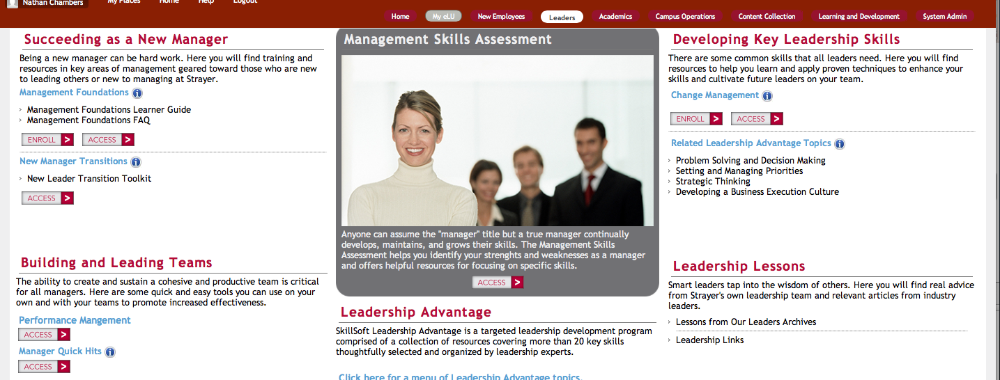 Nathan Chambers
My Places
Home
Help
Logout
Home
My eLU
New Employees
Leaders
Academics
Campus Operations
Content Collection
Learning and Development
System Admin
Succeeding as a New Manager
Being a new manager can be hard work. Here you will find training and
resources in key areas of management geared toward those who are new
to leading others or new to managing at Strayer.
Management Foundations
Management Foundations Learner Guide
Management Foundations FAQ
ENROLL >
ACCESS >
New Manager Transitions
New Leader Transition Toolkit
ACCESS >
Building and Leading Teams
The ability to create and sustain a cohesive and productive team is critical
for all managers. Here are some quick and easy tools you can use on your
own and with your teams to promote increased effectiveness.
Performance Mangement
ACCESS >
Manager Quick Hits
ACCESS >
Management Skills Assessment
Anyone can assume the "manager" title but a true manager continually
develops, maintains, and grows their skills. The Management Skills
Assessment helps you identify your strenghts and weaknesses as a manager
and offers helpful resources for focusing on specific skills.
ACCESS >
Leadership Advantage
SkillSoft Leadership Advantage is a targeted leadership development program
comprised of a collection of resources covering more than 20 key skills
thoughtfully selected and organized by leadership experts.
Click here for a menu of Leadership Advantage topics.
Developing Key Leadership Skills
There are some common skills that all leaders need. Here you will find
resources to help you learn and apply proven techniques to enhance your
skills and cultivate future leaders on your team.
Change Management
ENROLL >
ACCESS >
Related Leadership Advantage Topics
Problem Solving and Decision Making
Setting and Managing Priorities
Strategic Thinking
Developing a Business Execution Culture
Leadership Lessons
Smart leaders tap into the wisdom of others. Here you will find real advice
from Strayer's own leadership team and relevant articles from industry
leaders.
Lessons from Our Leaders Archives
Leadership Links